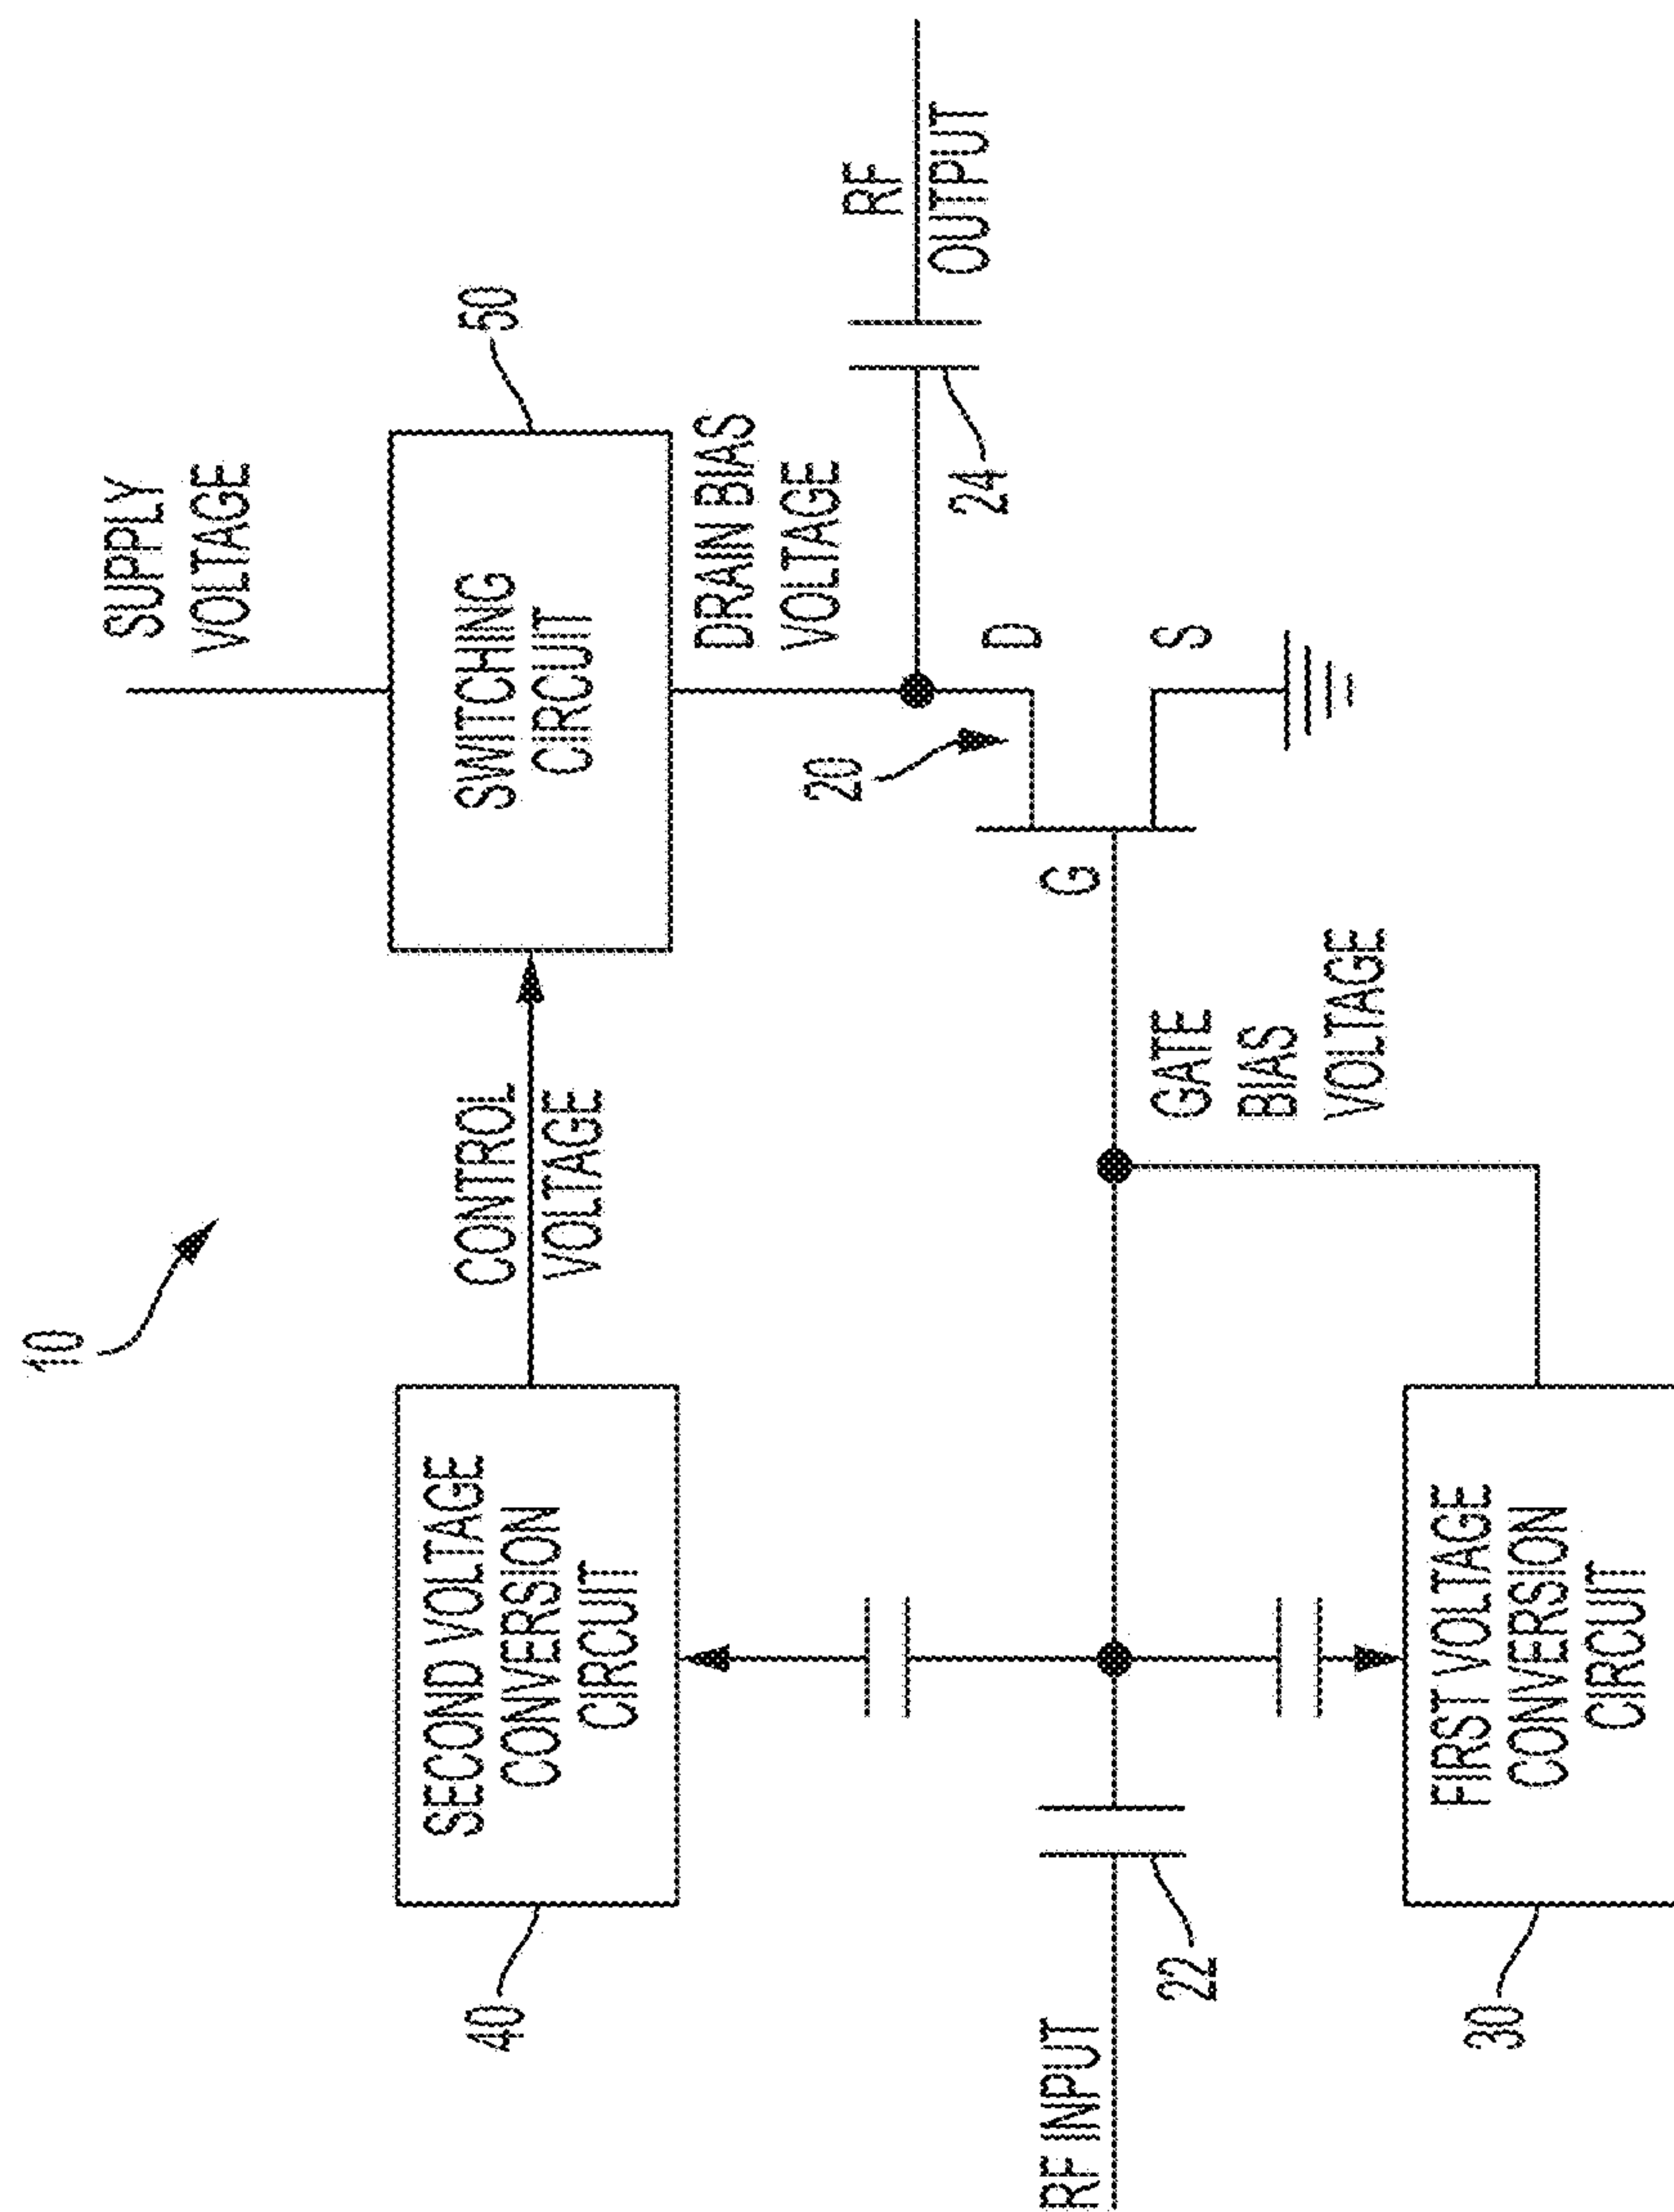 10
SUPPLY
VOLTAGE
40
SECOND VOLTAGE
CONVERSION
CIRCUIT
CONTROL
VOLTAGE
SWITCHING
CIRCUIT
50
DRAIN BIAS
VOLTAGE
20
RF
OUTPUT
24
D
S
G
RF INPUT
22
GATE
BIAS
VOLTAGE
FIRST VOLTAGE
CONVERSION
CIRCUIT
30